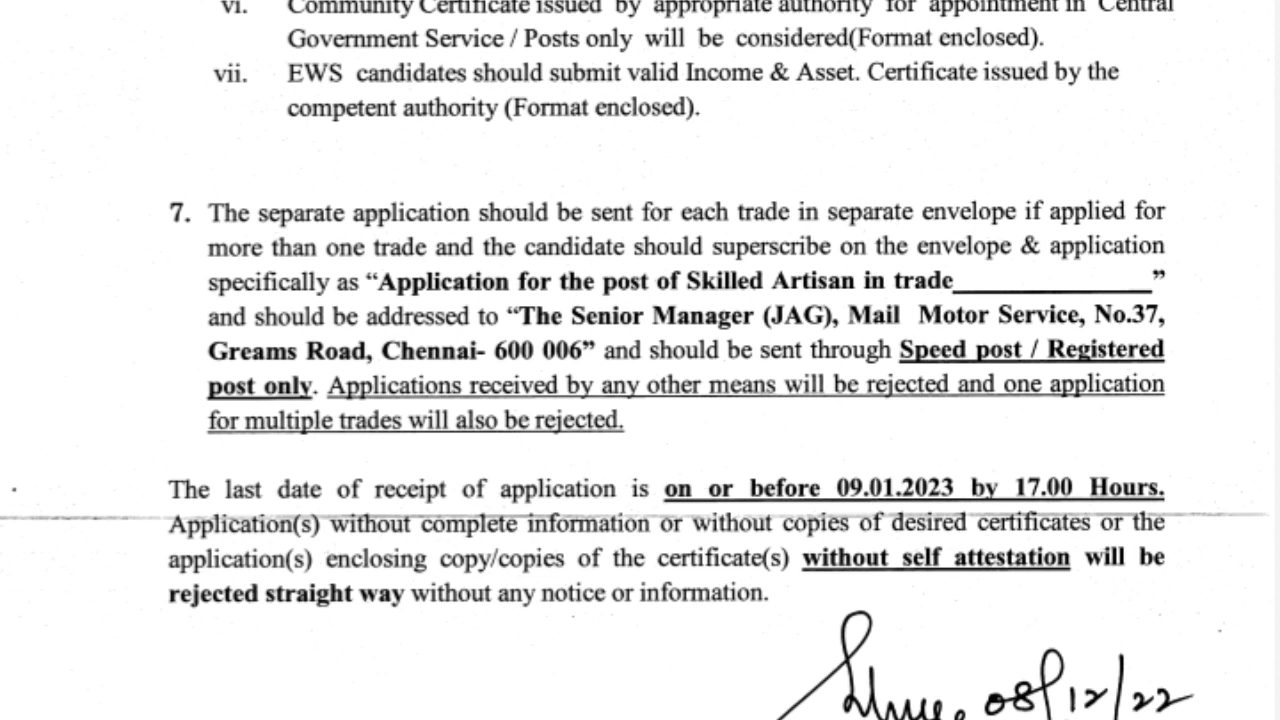 vi. Community Certificate issued by appropriate authority for appointment in Central
Government Service / Posts only will be considered(Format enclosed).
vii. EWS candidates should submit valid Income & Asset. Certificate issued by the
competent authority (Format enclosed).
7. The separate application should be sent for each trade in separate envelope if applied for
more than one trade and the candidate should superscribe on the envelope & application
specifically as “Application for the post of Skilled Artisan in trade_______________”
and should be addressed to “The Senior Manager (JAG), Mail Motor Service, No.37,
Greams Road, Chennai- 600 006” and should be sent through Speed post / Registered
post only. Applications received by any other means will be rejected and one application
for multiple trades will also be rejected.
The last date of receipt of application is on or before 09.01.2023 by 17.00 Hours.
Application(s) without complete information or without copies of desired certificates or the
application(s) enclosing copy/copies of the certificate(s) without self attestation will be
rejected straight way without any notice or information.
08/12/22